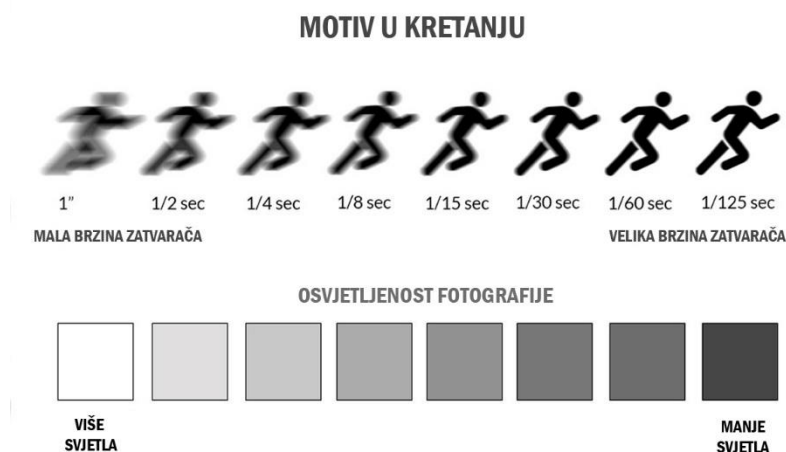 MOTIV U KRETANJU
1” 1/2 sec 1/4 sec 1/8 sec 1/15 sec 1/30 sec 1/60 sec 1/125 sec
MALA BRZINA ZATVARAČA VELIKA BRZINA ZATVARAČA
OSVJETLJENOST FOTOGRAFIJE
VIŠE
SVJETLA
MANJE
SVJETLA